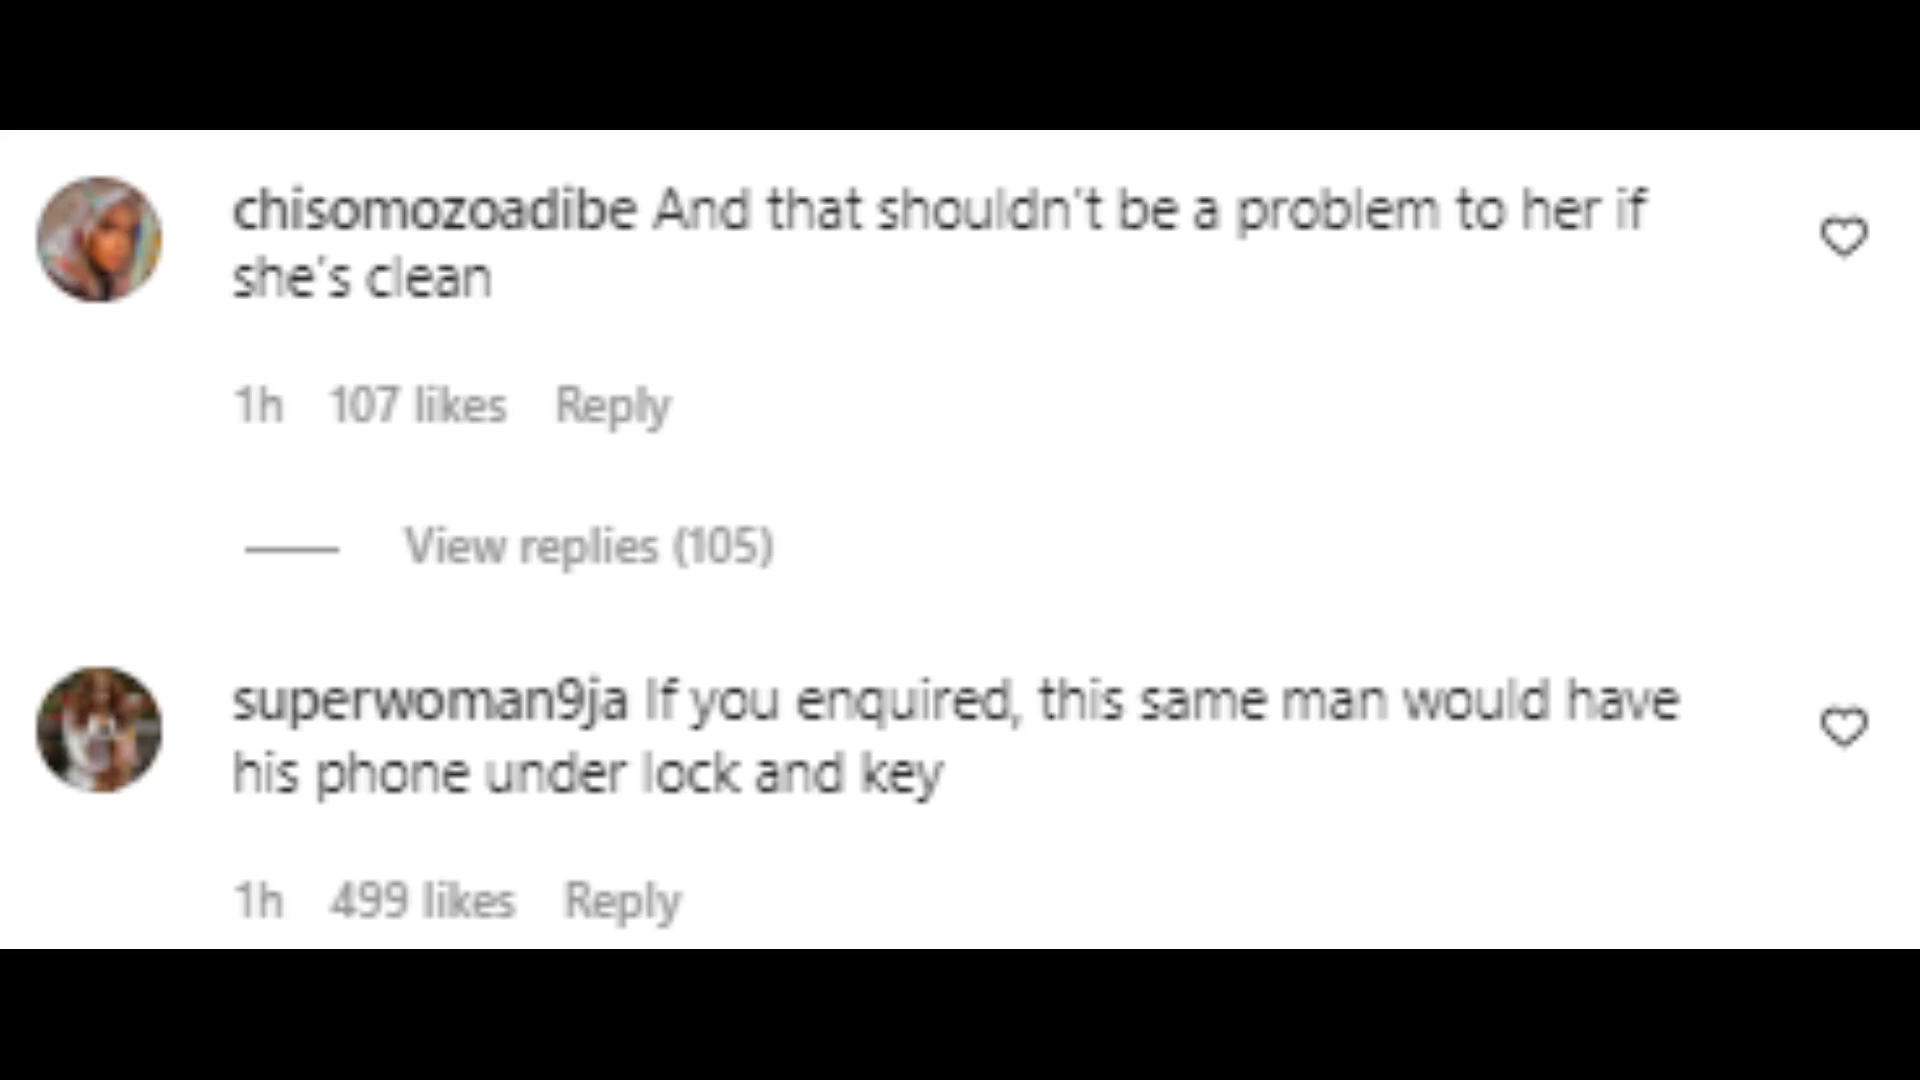 chisomozoadibe And that shouldn't be a problem to her if
she's clean
1h 107 likes Reply
View replies (105)
superwoman9ja If you enquired, this same man would have
his phone under lock and key
1h 499 likes Reply